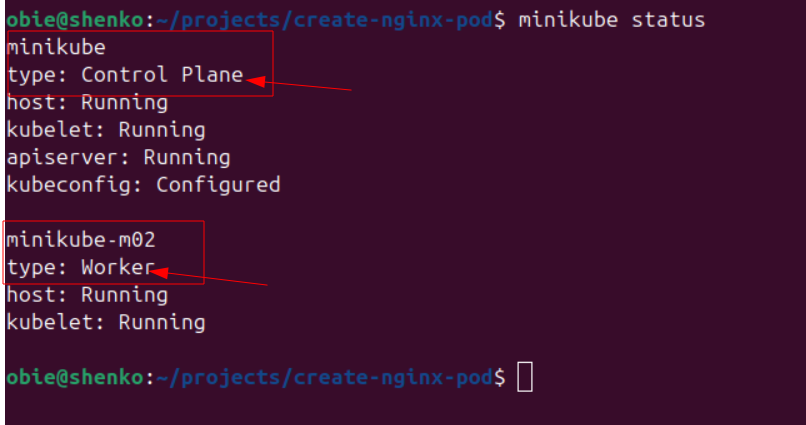 obie@shenko:~/projects/create-nginx-pod$ minikube status
minikube
type: Control Plane
host: Running
kubelet: Running
apiserver: Running
kubeconfig: Configured
minikube-m02
type: Worker
host: Running
kubelet: Running
obie@shenko:~/projects/create-nginx-pod$